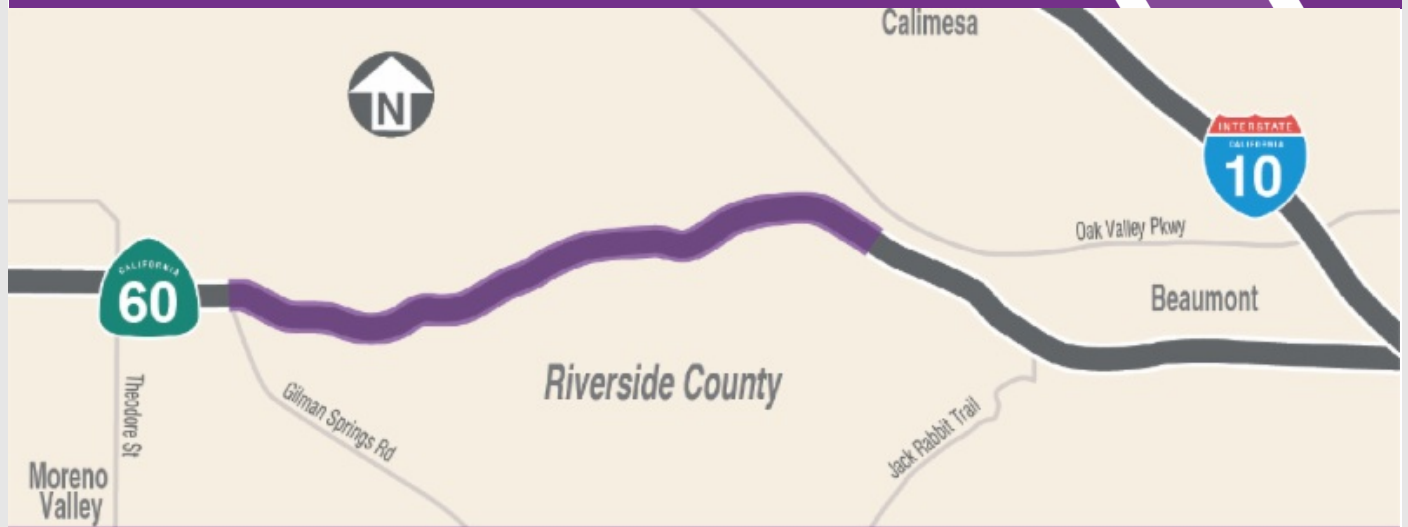 Calimesa
N
INTERSTATE
CALIFORNIA
10
Oak Valley Pkwy
CALIFORNIA
60
Beaumont
Riverside County
Theodore St
Gilman Springs Rd
Jack Rabbit Trail
Moreno
Valley